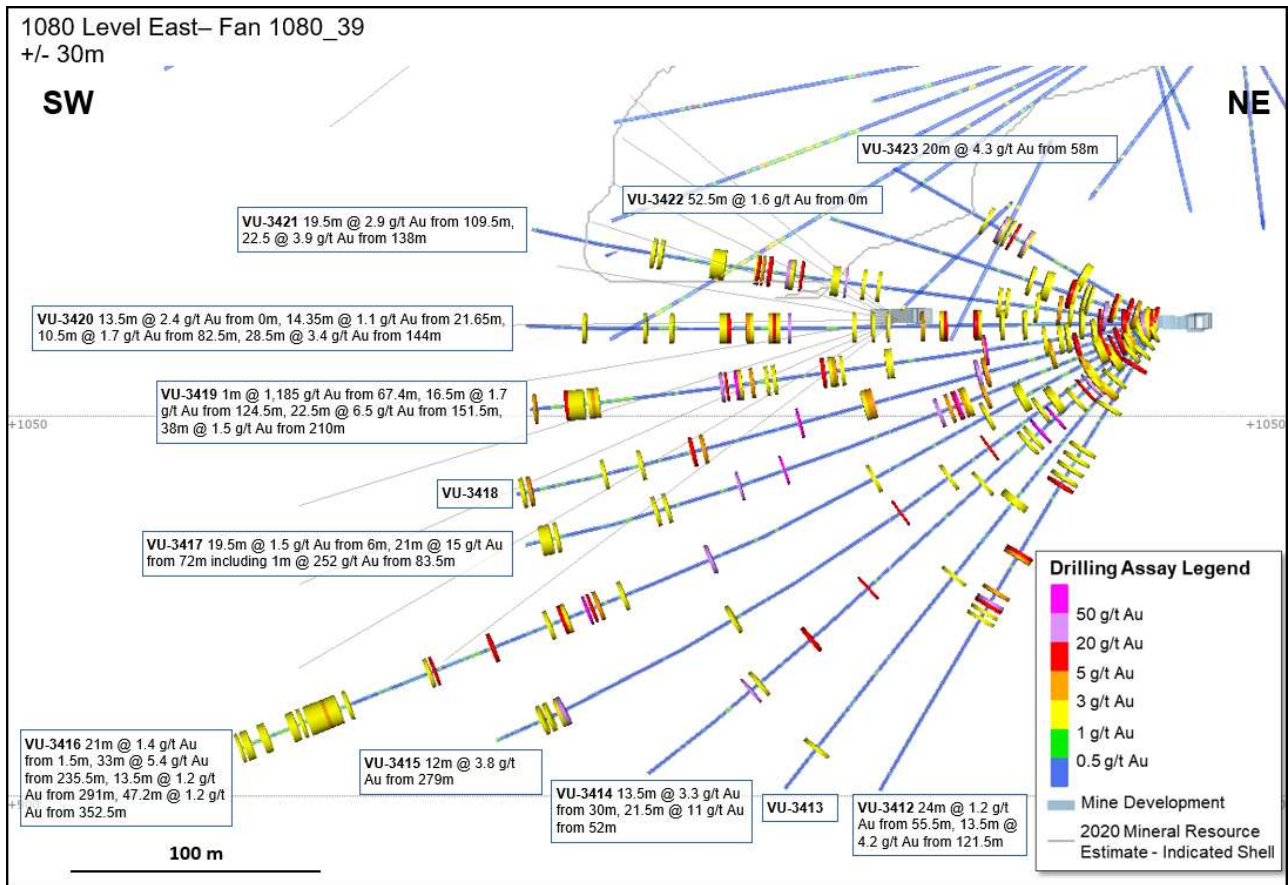 1080 Level East– Fan 1080_39
+/- 30m
SW
NE
VU-3423 20m @ 4.3 g/t Au from 58m
VU-3422 52.5m @ 1.6 g/t Au from 0m
VU-3421 19.5m @ 2.9 g/t Au from 109.5m,
22.5 @ 3.9 g/t Au from 138m
VU-3420 13.5m @ 2.4 g/t Au from 0m, 14.35m @ 1.1 g/t Au from 21.65m,
10.5m @ 1.7 g/t Au from 82.5m, 28.5m @ 3.4 g/t Au from 144m
VU-3419 1m @ 1,185 g/t Au from 67.4m, 16.5m @ 1.7
g/t Au from 124.5m, 22.5m @ 6.5 g/t Au from 151.5m,
38m @ 1.5 g/t Au from 210m
+1050
+1050
VU-3418
VU-3417 19.5m @ 1.5 g/t Au from 6m, 21m @ 15 g/t Au
from 72m including 1m @ 252 g/t Au from 83.5m
VU-3416 21m @ 1.4 g/t Au
from 1.5m, 33m @ 5.4 g/t Au
from 235.5m, 13.5m @ 1.2 g/t
Au from 291m, 47.2m @ 1.2 g/t
Au from 352.5m
VU-3415 12m @ 3.8 g/t
Au from 279m
VU-3414 13.5m @ 3.3 g/t Au
from 30m, 21.5m @ 11 g/t Au
from 52m
VU-3413
VU-3412 24m @ 1.2 g/t
Au from 55.5m, 13.5m @
4.2 g/t Au from 121.5m
100 m
Drilling Assay Legend
50 g/t Au
20 g/t Au
5 g/t Au
3 g/t Au
1 g/t Au
0.5 g/t Au
Mine Development
2020 Mineral Resource
Estimate - Indicated Shell